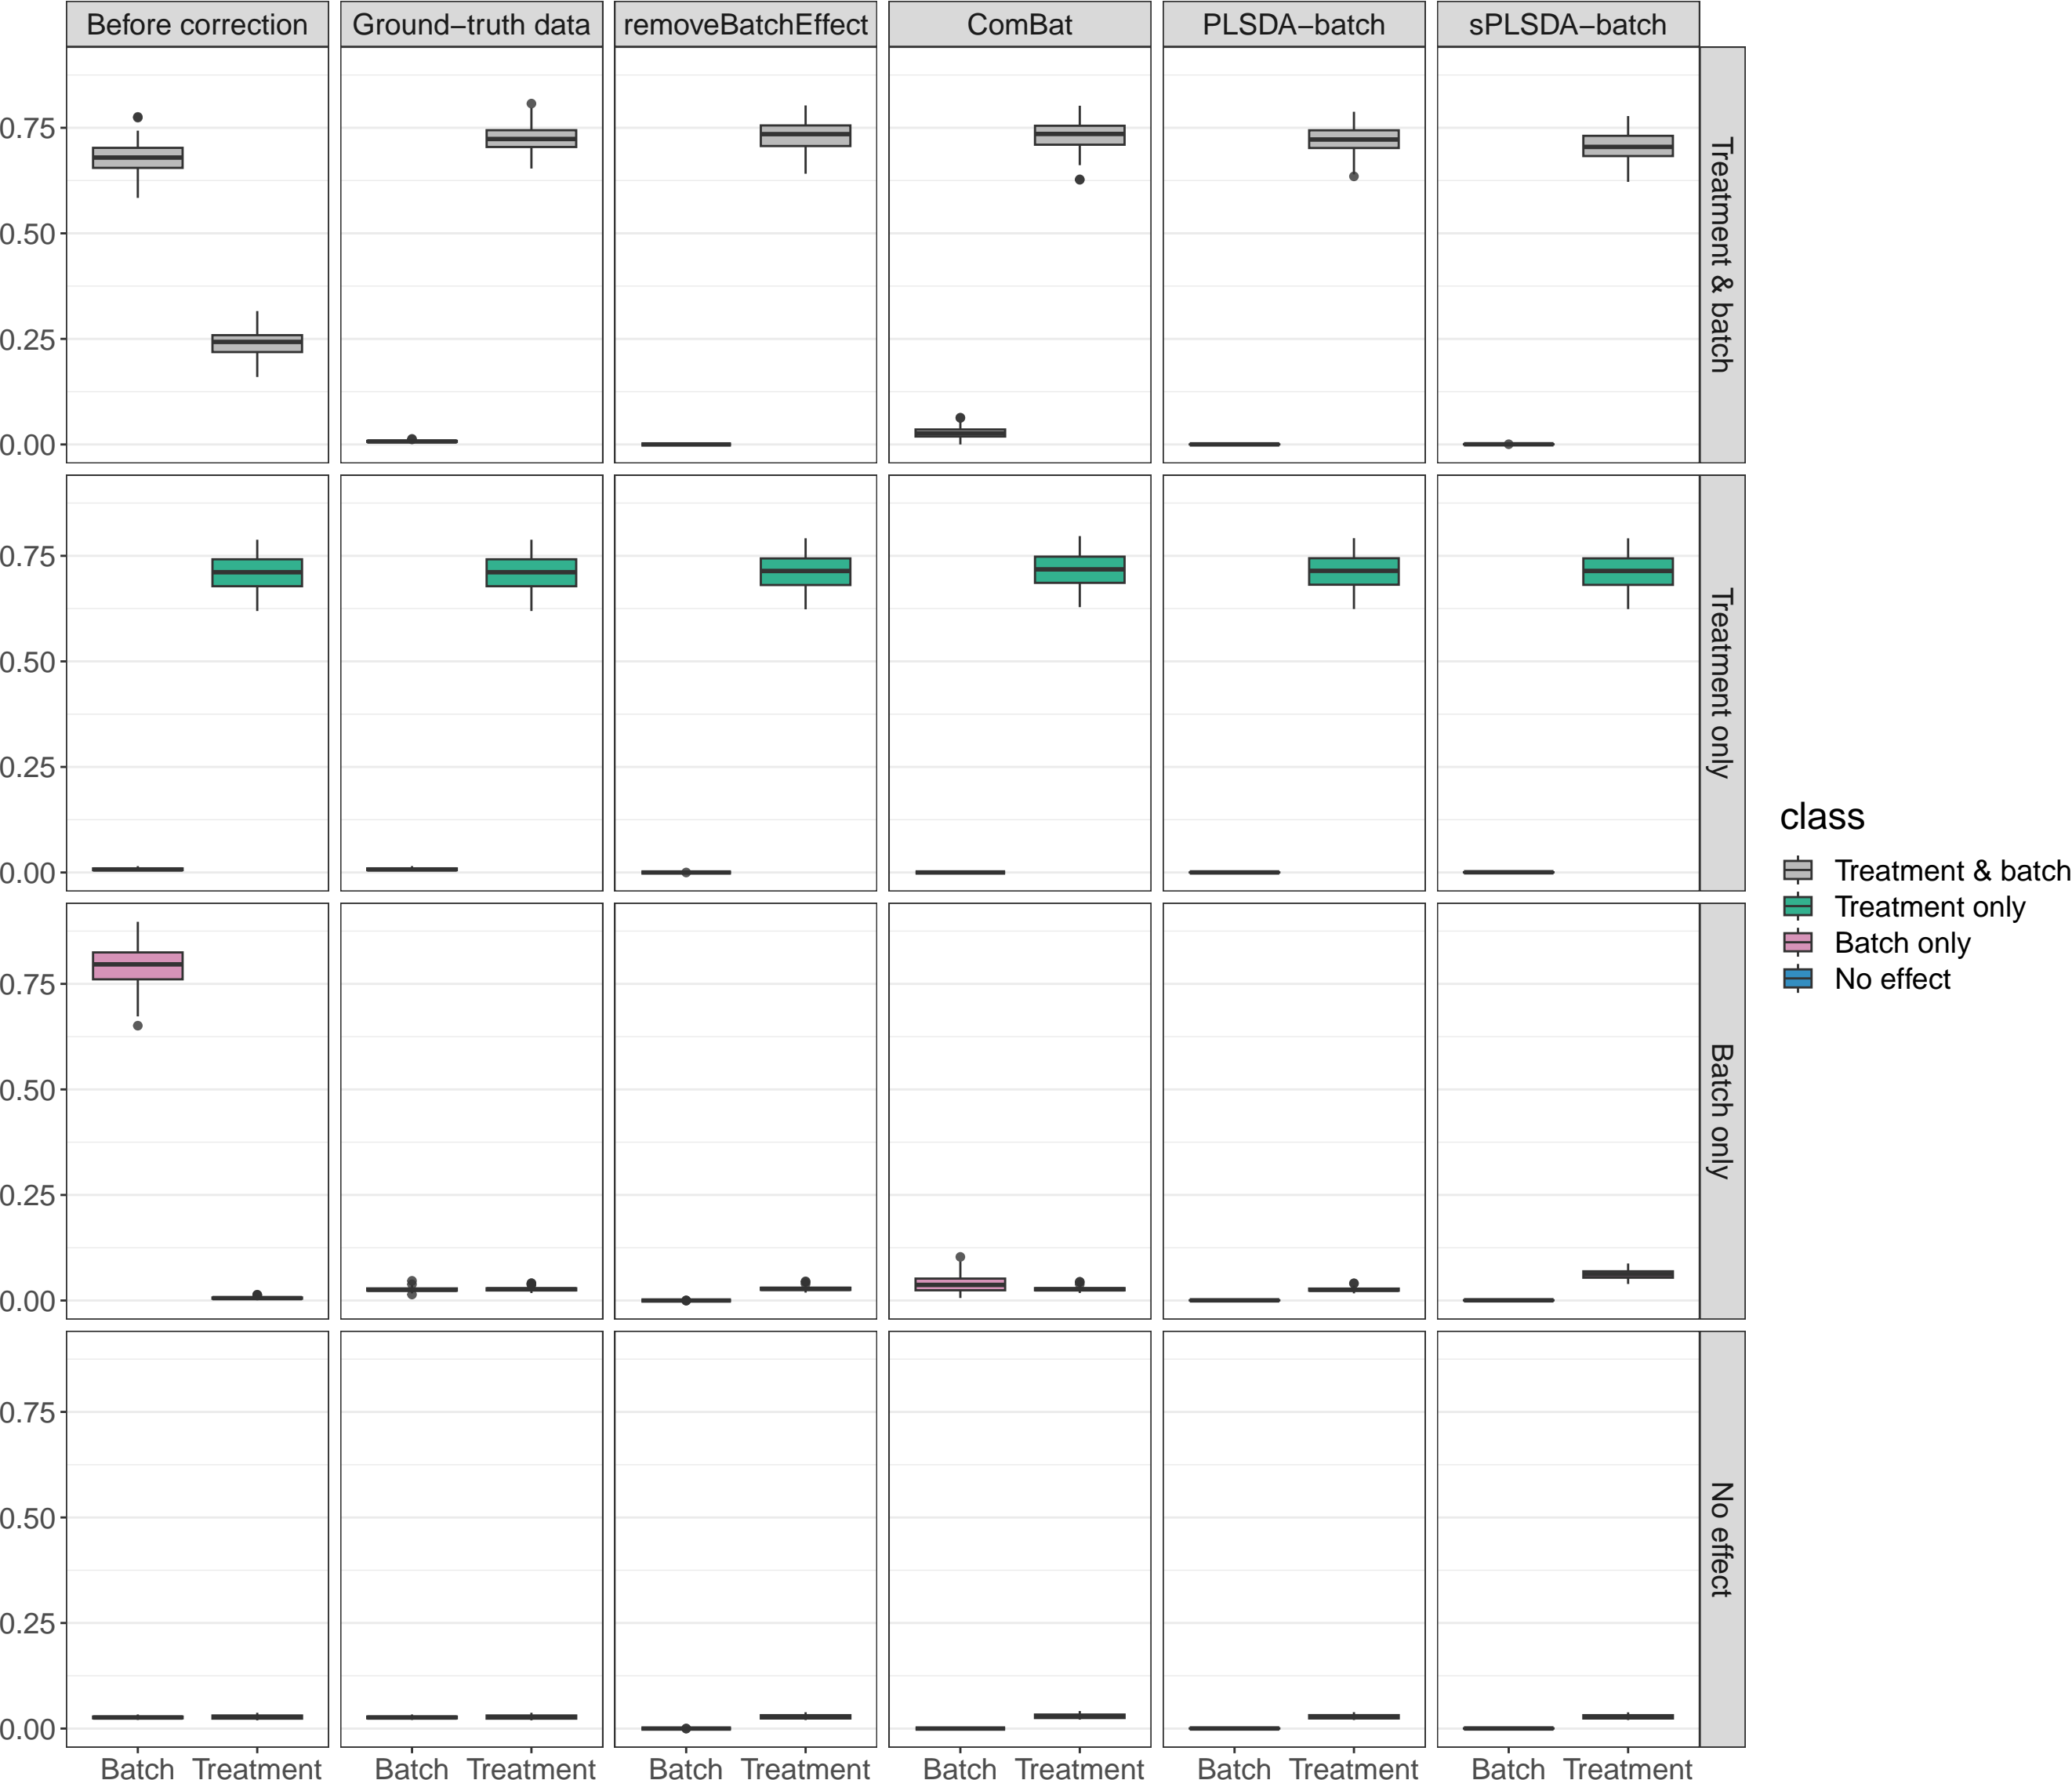 Before correction Ground−truth data removeBatchEffect ComBat PLSDA−batch sPLSDA−batch
0.75
0.50
0.25
0.00
Treatment & batch
0.75
0.50
0.25
0.00
Treatment only
0.75
0.50
0.25
0.00
Batch only
0.75
0.50
0.25
0.00
No effect
Batch Treatment Batch Treatment Batch Treatment Batch Treatment Batch Treatment Batch Treatment
class
Treatment & batch
Treatment only
Batch only
No effect